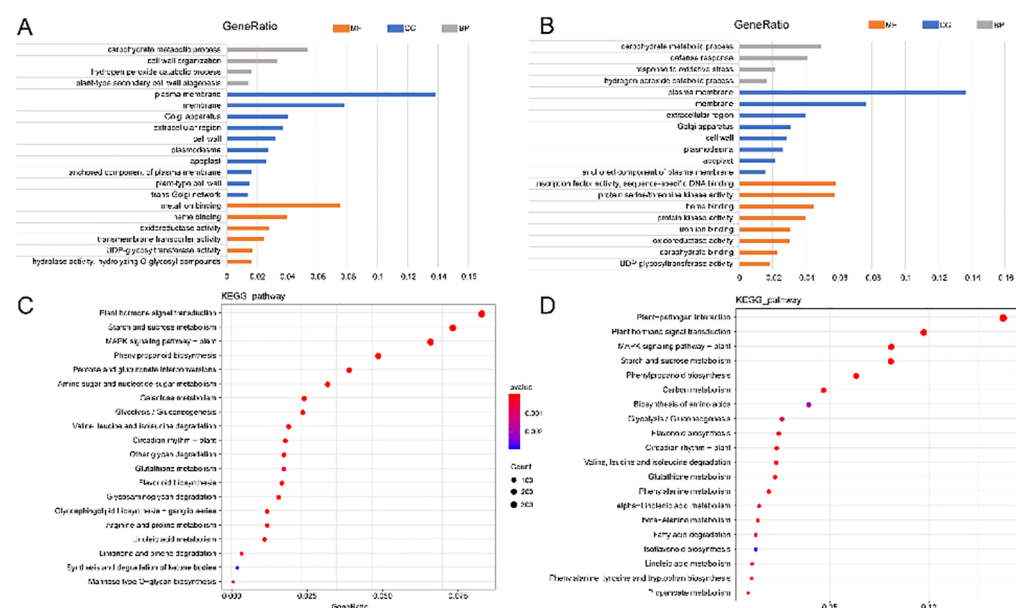 A
GeneRatio
MF CC BP
carbohydrate metabolic process
cell wall organization
hydrogen peroxide catabolic process
plant-type secondary cell wall biogenesis
plasma membrane
membrane
Golgi apparatus
extracellular region
cell wall
plasmodesma
apoplast
anchored component of plasma membrane
plant-type cell wall
trans-Golgi network
metal ion binding
heme binding
oxidoreductase activity
transmembrane transporter activity
UDP-glycosyltransferase activity
hydrolase activity, hydrolyzing O-glycosyl compounds
0 0.02 0.04 0.06 0.08 0.1 0.12 0.14 0.16
B
GeneRatio
MF CC BP
carbohydrate metabolic process
defense response
response to oxidative stress
hydrogen peroxide catabolic process
plasma membrane
membrane
extracellular region
Golgi apparatus
cell wall
plasmodesma
apoplast
anchored component of plasma membrane
nscription factor activity, sequence-specific DNA binding
protein serine/threonine kinase activity
heme binding
protein kinase activity
iron ion binding
oxidoreductase activity
carbohydrate binding
UDP-glycosyltransferase activity
0 0.02 0.04 0.06 0.08 0.1 0.12 0.14 0.16
C
KEGG_pathway
Plant hormone signal transduction
Starch and sucrose metabolism
MAPK signaling pathway - plant
Phenylpropanoid biosynthesis
Pentose and glucuronate interconversions
Amino sugar and nucleotide sugar metabolism
Galactose metabolism
Glycolysis / Gluconeogenesis
Valine, leucine and isoleucine degradation
Circadian rhythm - plant
Other glycan degradation
Glutathione metabolism
Flavonoid biosynthesis
Glycosaminoglycan degradation
Glycosphingolipid biosynthesis - ganglio series
Arginine and proline metabolism
Linoleic acid metabolism
Limonene and pinene degradation
Synthesis and degradation of ketone bodies
Mannose type O-glycan biosynthesis
0.000 0.025 0.050 0.075
GeneRatio
qvalue
0.001
0.002
Count
100
200
300
D
KEGG_pathway
Plant-pathogen interaction
Plant hormone signal transduction
MAPK signaling pathway - plant
Starch and sucrose metabolism
Phenylpropanoid biosynthesis
Carbon metabolism
Biosynthesis of amino acids
Glycolysis / Gluconeogenesis
Flavonoid biosynthesis
Circadian rhythm - plant
Valine, leucine and isoleucine degradation
Glutathione metabolism
Phenylalanine metabolism
alpha-Linolenic acid metabolism
beta-Alanine metabolism
Fatty acid degradation
Isoflavonoid biosynthesis
Linoleic acid metabolism
Phenylalanine, tyrosine and tryptophan biosynthesis
Propanoate metabolism